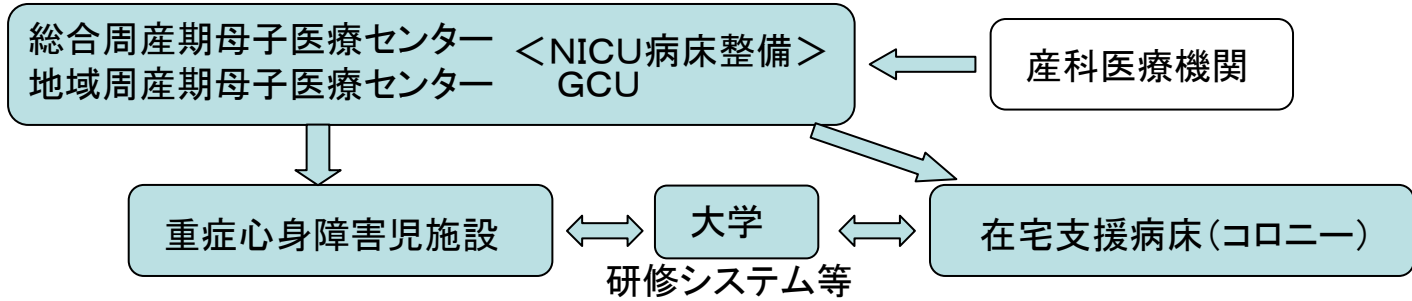 総合周産期母子医療センター
地域周産期母子医療センター
＜NICU病床整備＞
GCU
産科医療機関
重症心身障害児施設
大学
研修システム等
在宅支援病床(コロニー)